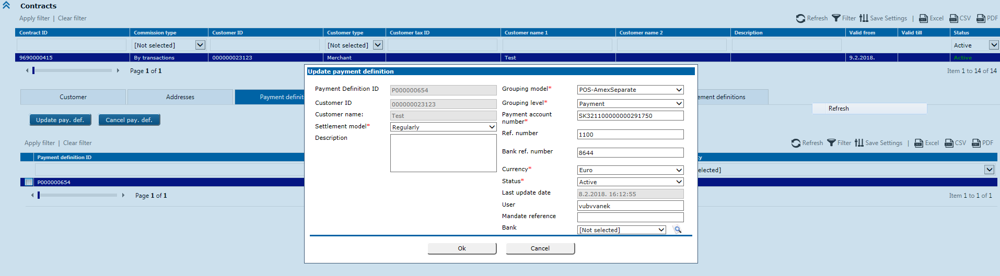 Contracts
Apply filter | Clear filter
Refresh Filter Save Settings | Excel CSV PDF
Contract ID Commission type Customer ID Customer type Customer tax ID Customer name 1 Customer name 2 Description Valid from Valid till Status
[Not selected] [Not selected] Active
9690000415 By transactions 000000023123 Merchant Test 9.2.2018. Active
Page 1 of 1
Item 1 to 14 of 14
Customer Addresses Payment definit ement definitions
Update pay. def. Cancel pay. def.
Refresh
Apply filter | Clear filter
Refresh Filter Save Settings | Excel CSV PDF
Payment definition ID cy
elected]
P000000654
Page 1 of 1
Item 1 to 1 of 1
Update payment definition
Payment Definition ID P000000654
Customer ID 000000023123
Customer name: Test
Settlement model* Regularly
Description
Grouping model* POS-AmexSeparate
Grouping level* Payment
Payment account
number* SK321100000000291750
Ref. number 1100
Bank ref. number 8644
Currency* Euro
Status* Active
Last update date 8.2.2018. 16:12:55
User vubvvanek
Mandate reference
Bank [Not selected]
Ok Cancel